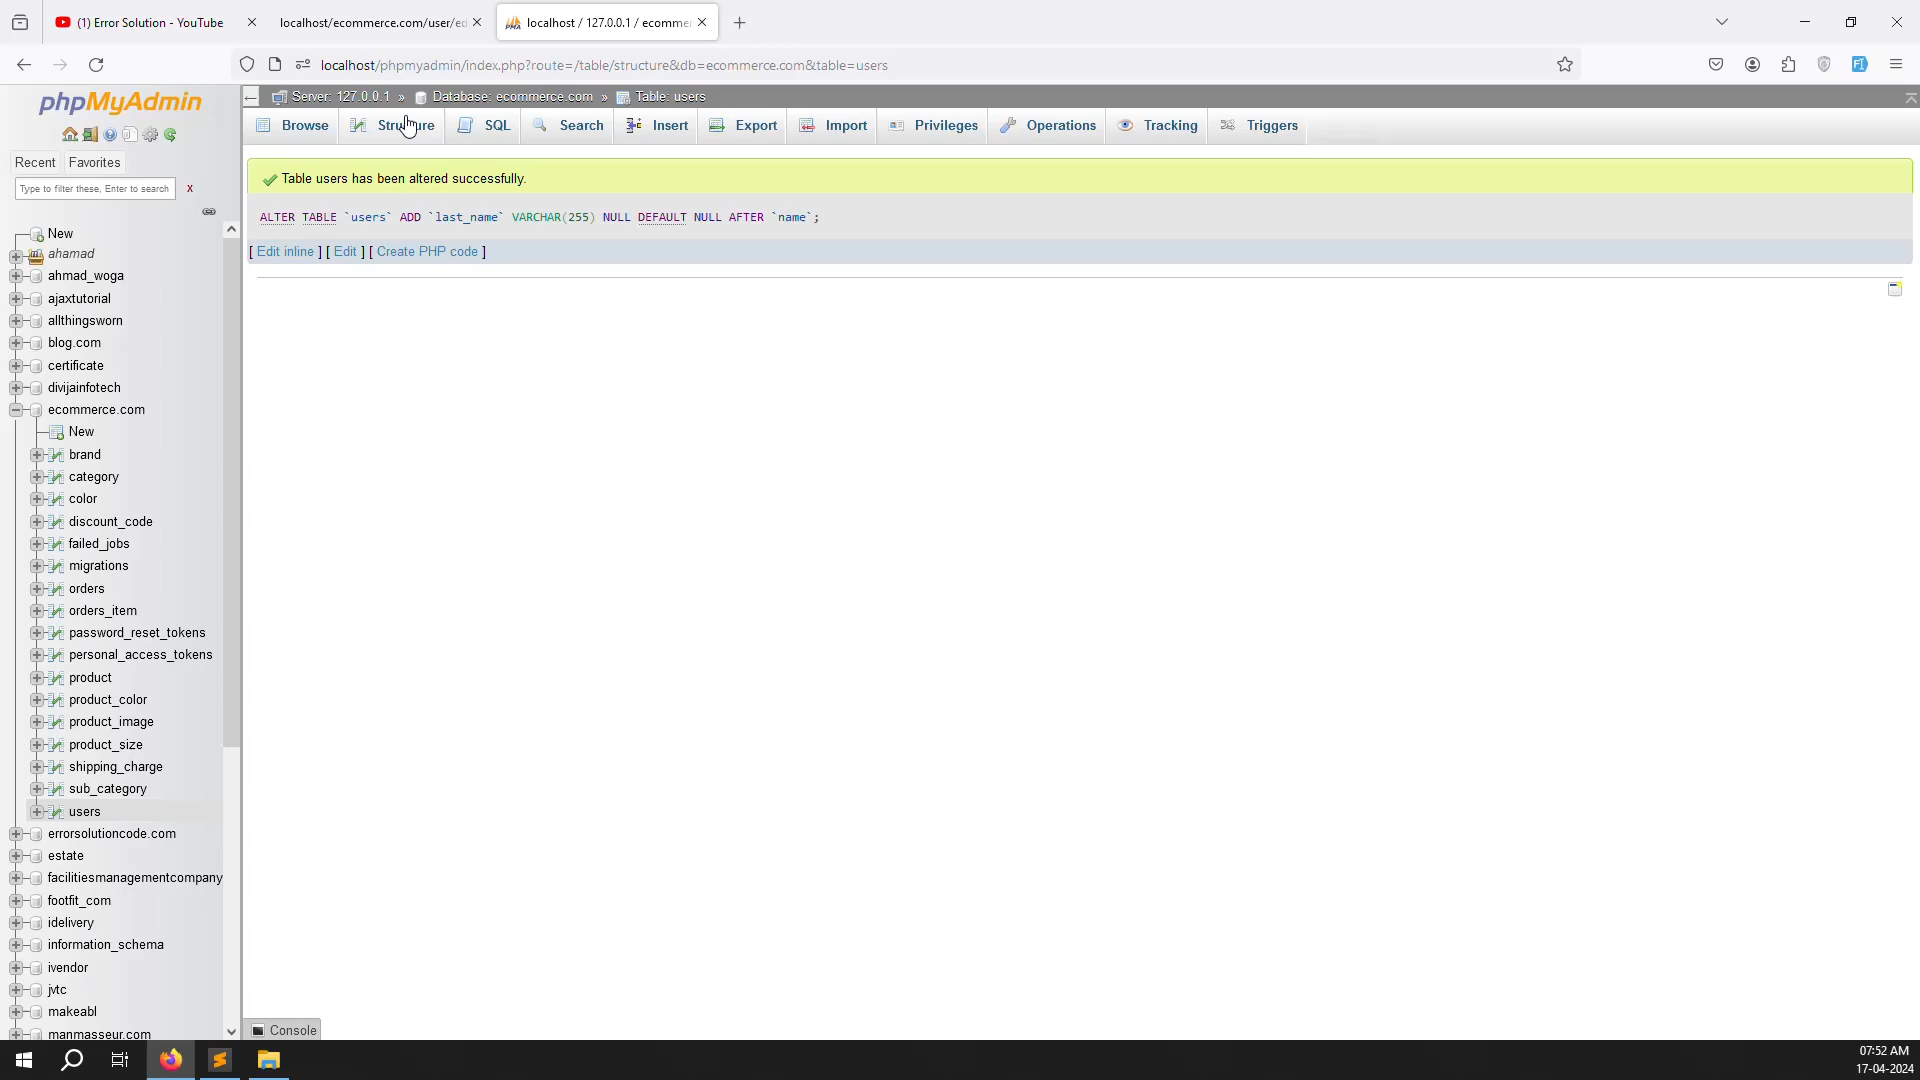 (1) Error Solution - YouTube
localhost/ecommerce.com/user/ed
localhost / 127.0.0.1 / ecomme
localhost/phpmyadmin/index.php?route=/table/structure&db=ecommerce.com&table=users
phpMyAdmin
Recent Favorites
Type to filter these, Enter to search X
New
ahamad
ahmad_woga
ajaxtutorial
allthingsworn
blog.com
certificate
divijainfotech
ecommerce.com
New
brand
category
color
discount_code
failed_jobs
migrations
orders
orders_item
password_reset_tokens
personal_access_tokens
product
product_color
product_image
product_size
shipping_charge
sub_category
users
errorsolutioncode.com
estate
facilitiesmanagementcompany
footfit_com
idelivery
information_schema
ivendor
jvtc
makeabl
manmasseur.com
Server: 127.0.0.1 » Database: ecommerce.com » Table: users
Browse Structure SQL Search Insert Export Import Privileges Operations Tracking Triggers
Table users has been altered successfully.
ALTER TABLE `users` ADD `last_name` VARCHAR(255) NULL DEFAULT NULL AFTER `name`;
[ Edit inline ] [ Edit ] [ Create PHP code ]
Console
07:52 AM
17-04-2024